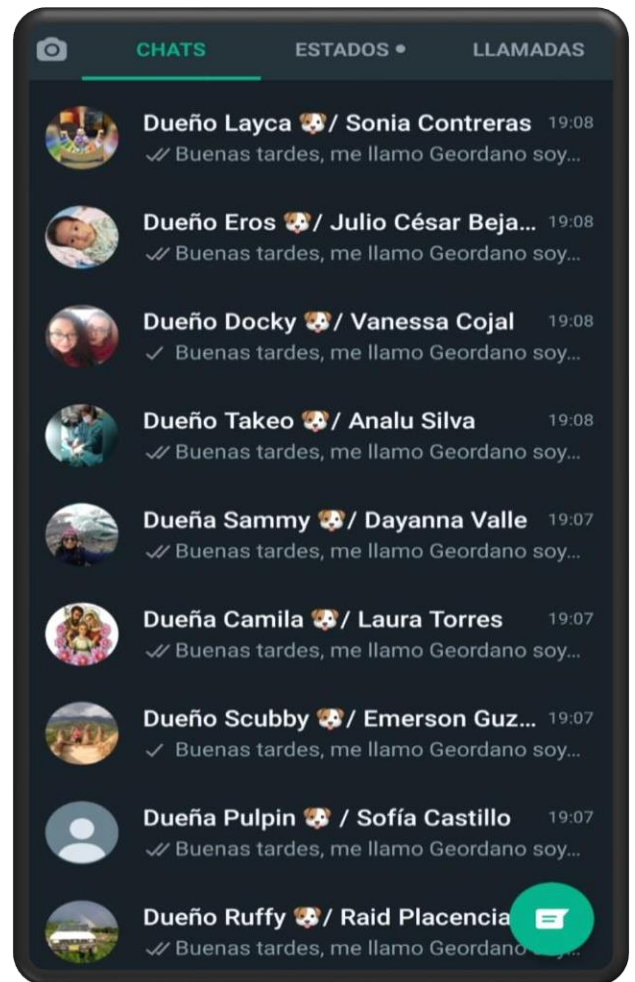 CHATS ESTADOS LLAMADAS
Dueño Layca 🐶/ Sonia Contreras 19:08
Buenas tardes, me llamo Geordano soy...
Dueño Eros 🐶/ Julio César Beja... 19:08
Buenas tardes, me llamo Geordano soy...
Dueño Docky 🐶/ Vanessa Cojal 19:08
Buenas tardes, me llamo Geordano soy...
Dueño Takeo 🐶/ Analu Silva 19:08
Buenas tardes, me llamo Geordano soy...
Dueña Sammy 🐶/ Dayanna Valle 19:07
Buenas tardes, me llamo Geordano soy...
Dueña Camila 🐶/ Laura Torres 19:07
Buenas tardes, me llamo Geordano soy...
Dueño Scubby 🐶/ Emerson Guz... 19:07
Buenas tardes, me llamo Geordano soy...
Dueña Pulpin 🐶 / Sofía Castillo 19:07
Buenas tardes, me llamo Geordano soy...
Dueño Ruffy 🐶/ Raid Placencia
Buenas tardes, me llamo Geordano